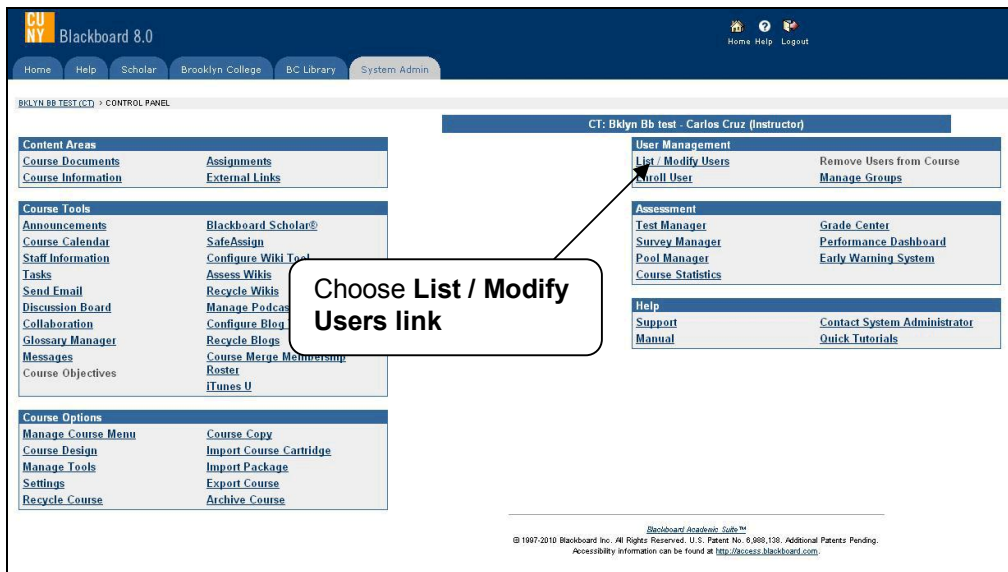 CU
NY Blackboard 8.0
Home Help Logout
Home Help Scholar Brooklyn College BC Library System Admin
BKLYN BB TEST (CT) > CONTROL PANEL
CT: Bklyn Bb test - Carlos Cruz (Instructor)
Content Areas
Course Documents Assignments
Course Information External Links
Course Tools
Announcements Blackboard Scholar®
Course Calendar SafeAssign
Staff Information Configure Wiki Tool
Tasks Assess Wikis
Send Email Recycle Wikis
Discussion Board Manage Podcas
Collaboration Configure Blog
Glossary Manager Recycle Blogs
Messages Course Merge Membership
Course Objectives Roster
iTunes U
Course Options
Manage Course Menu Course Copy
Course Design Import Course Cartridge
Manage Tools Import Package
Settings Export Course
Recycle Course Archive Course
User Management
List / Modify Users Remove Users from Course
Enroll User Manage Groups
Assessment
Test Manager Grade Center
Survey Manager Performance Dashboard
Pool Manager Early Warning System
Course Statistics
Help
Support Contact System Administrator
Manual Quick Tutorials
Choose List / Modify
Users link
Blackboard Academic Suite™
© 1997-2010 Blackboard Inc. All Rights Reserved. U.S. Patent No. 6,988,138. Additional Patents Pending.
Accessibility information can be found at http://access.blackboard.com.